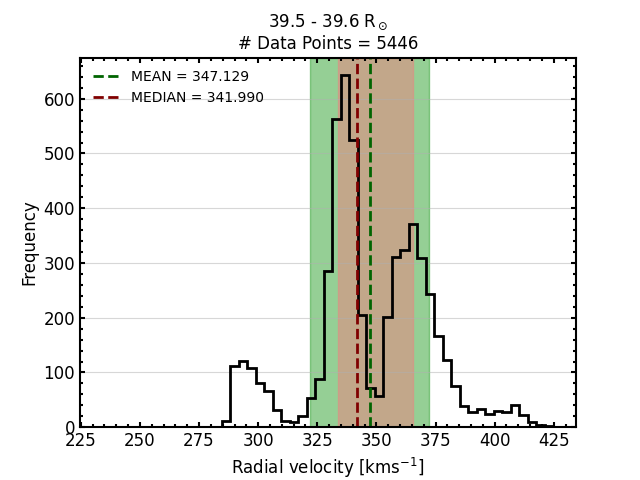 39.5 - 39.6 R⊙
# Data Points = 5446
MEAN = 347.129
MEDIAN = 341.990
Frequency
600
500
400
300
200
100
0
225 250 275 300 325 350 375 400 425
Radial velocity [kms⁻¹]